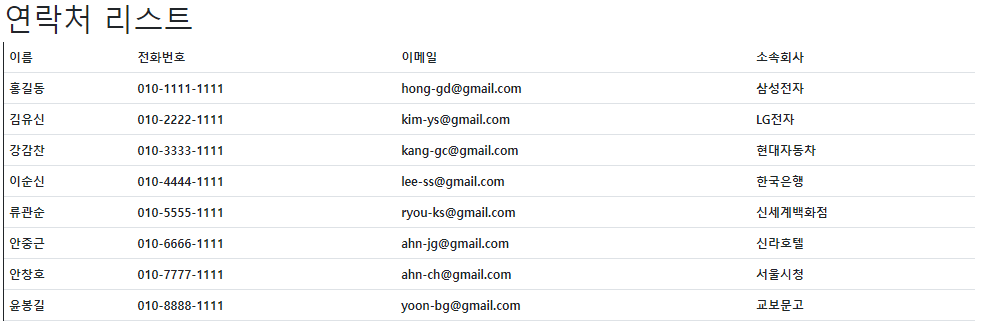 연락처 리스트
이름 전화번호 이메일 소속회사
홍길동 010-1111-1111 hong-gd@gmail.com 삼성전자
김유신 010-2222-1111 kim-ys@gmail.com LG전자
강감찬 010-3333-1111 kang-gc@gmail.com 현대자동차
이순신 010-4444-1111 lee-ss@gmail.com 한국은행
류관순 010-5555-1111 ryou-ks@gmail.com 신세계백화점
안중근 010-6666-1111 ahn-jg@gmail.com 신라호텔
안창호 010-7777-1111 ahn-ch@gmail.com 서울시청
윤봉길 010-8888-1111 yoon-bg@gmail.com 교보문고